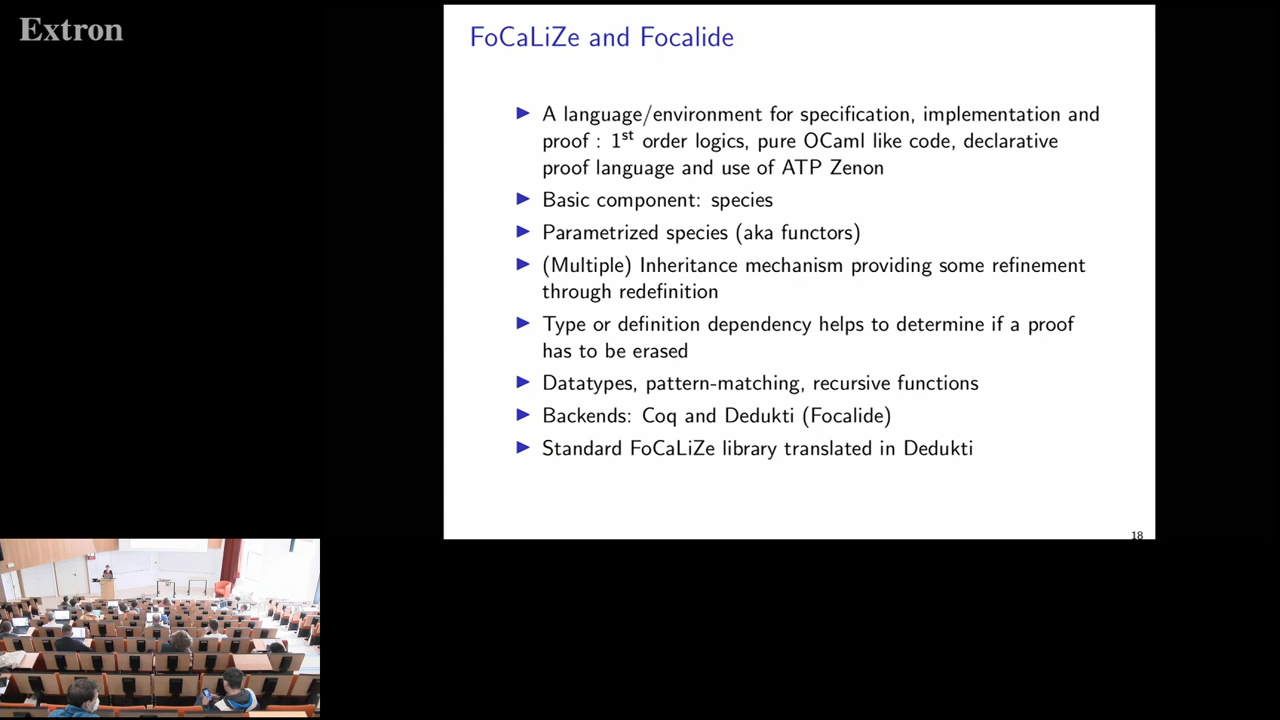 Extron
FoCaLiZe and Focalide
▶ A language/environment for specification, implementation and
proof : 1st order logics, pure OCaml like code, declarative
proof language and use of ATP Zenon
▶ Basic component: species
▶ Parametrized species (aka functors)
▶ (Multiple) Inheritance mechanism providing some refinement
through redefinition
▶ Type or definition dependency helps to determine if a proof
has to be erased
▶ Datatypes, pattern-matching, recursive functions
▶ Backends: Coq and Dedukti (Focalide)
▶ Standard FoCaLiZe library translated in Dedukti
18